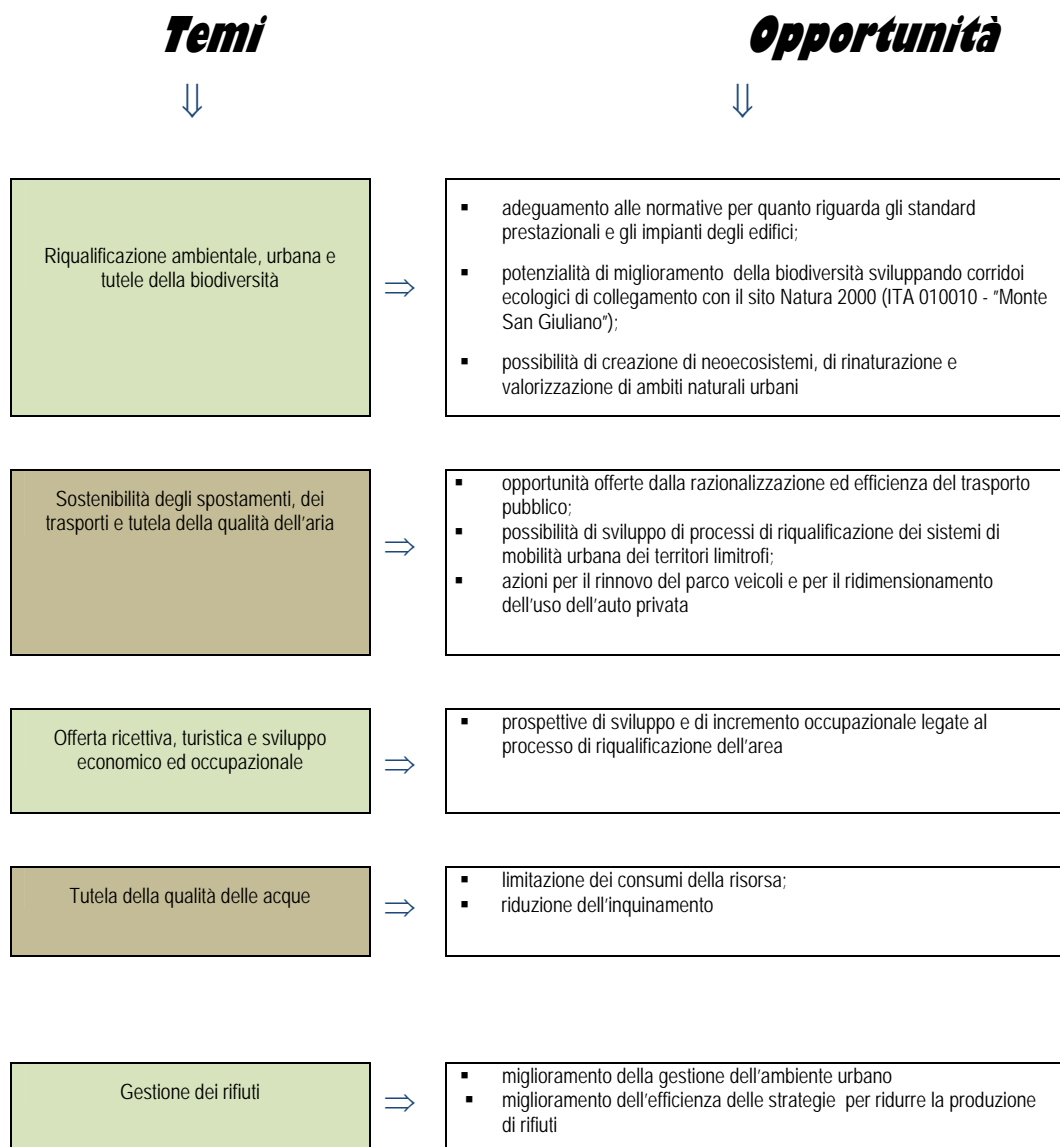 Temi
Opportunità
⇓
⇓
Riqualificazione ambientale, urbana e
tutele della biodiversità
⇒
▪ adeguamento alle normative per quanto riguarda gli standard
prestazionali e gli impianti degli edifici;
▪ potenzialità di miglioramento della biodiversità sviluppando corridoi
ecologici di collegamento con il sito Natura 2000 (ITA 010010 - "Monte
San Giuliano");
▪ possibilità di creazione di neoecosistemi, di rinaturazione e
valorizzazione di ambiti naturali urbani
Sostenibilità degli spostamenti, dei
trasporti e tutela della qualità dell'aria
⇒
▪ opportunità offerte dalla razionalizzazione ed efficienza del trasporto
pubblico;
▪ possibilità di sviluppo di processi di riqualificazione dei sistemi di
mobilità urbana dei territori limitrofi;
▪ azioni per il rinnovo del parco veicoli e per il ridimensionamento
dell'uso dell'auto privata
Offerta ricettiva, turistica e sviluppo
economico ed occupazionale
⇒
▪ prospettive di sviluppo e di incremento occupazionale legate al
processo di riqualificazione dell'area
Tutela della qualità delle acque
⇒
▪ limitazione dei consumi della risorsa;
▪ riduzione dell'inquinamento
Gestione dei rifiuti
⇒
▪ miglioramento della gestione dell'ambiente urbano
▪ miglioramento dell'efficienza delle strategie per ridurre la produzione
di rifiuti